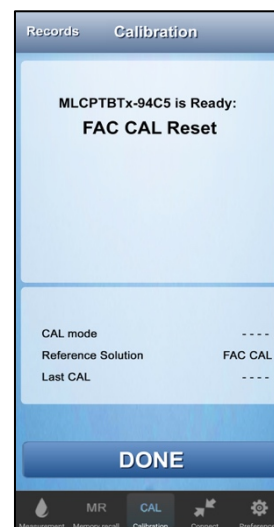 Records Calibration
MLCPTBTx-94C5 is Ready:
FAC CAL Reset
CAL mode - - - -
Reference Solution FAC CAL
Last CAL - - - -
DONE
MR CAL
Measurement Memory recall Calibration Connect Preference